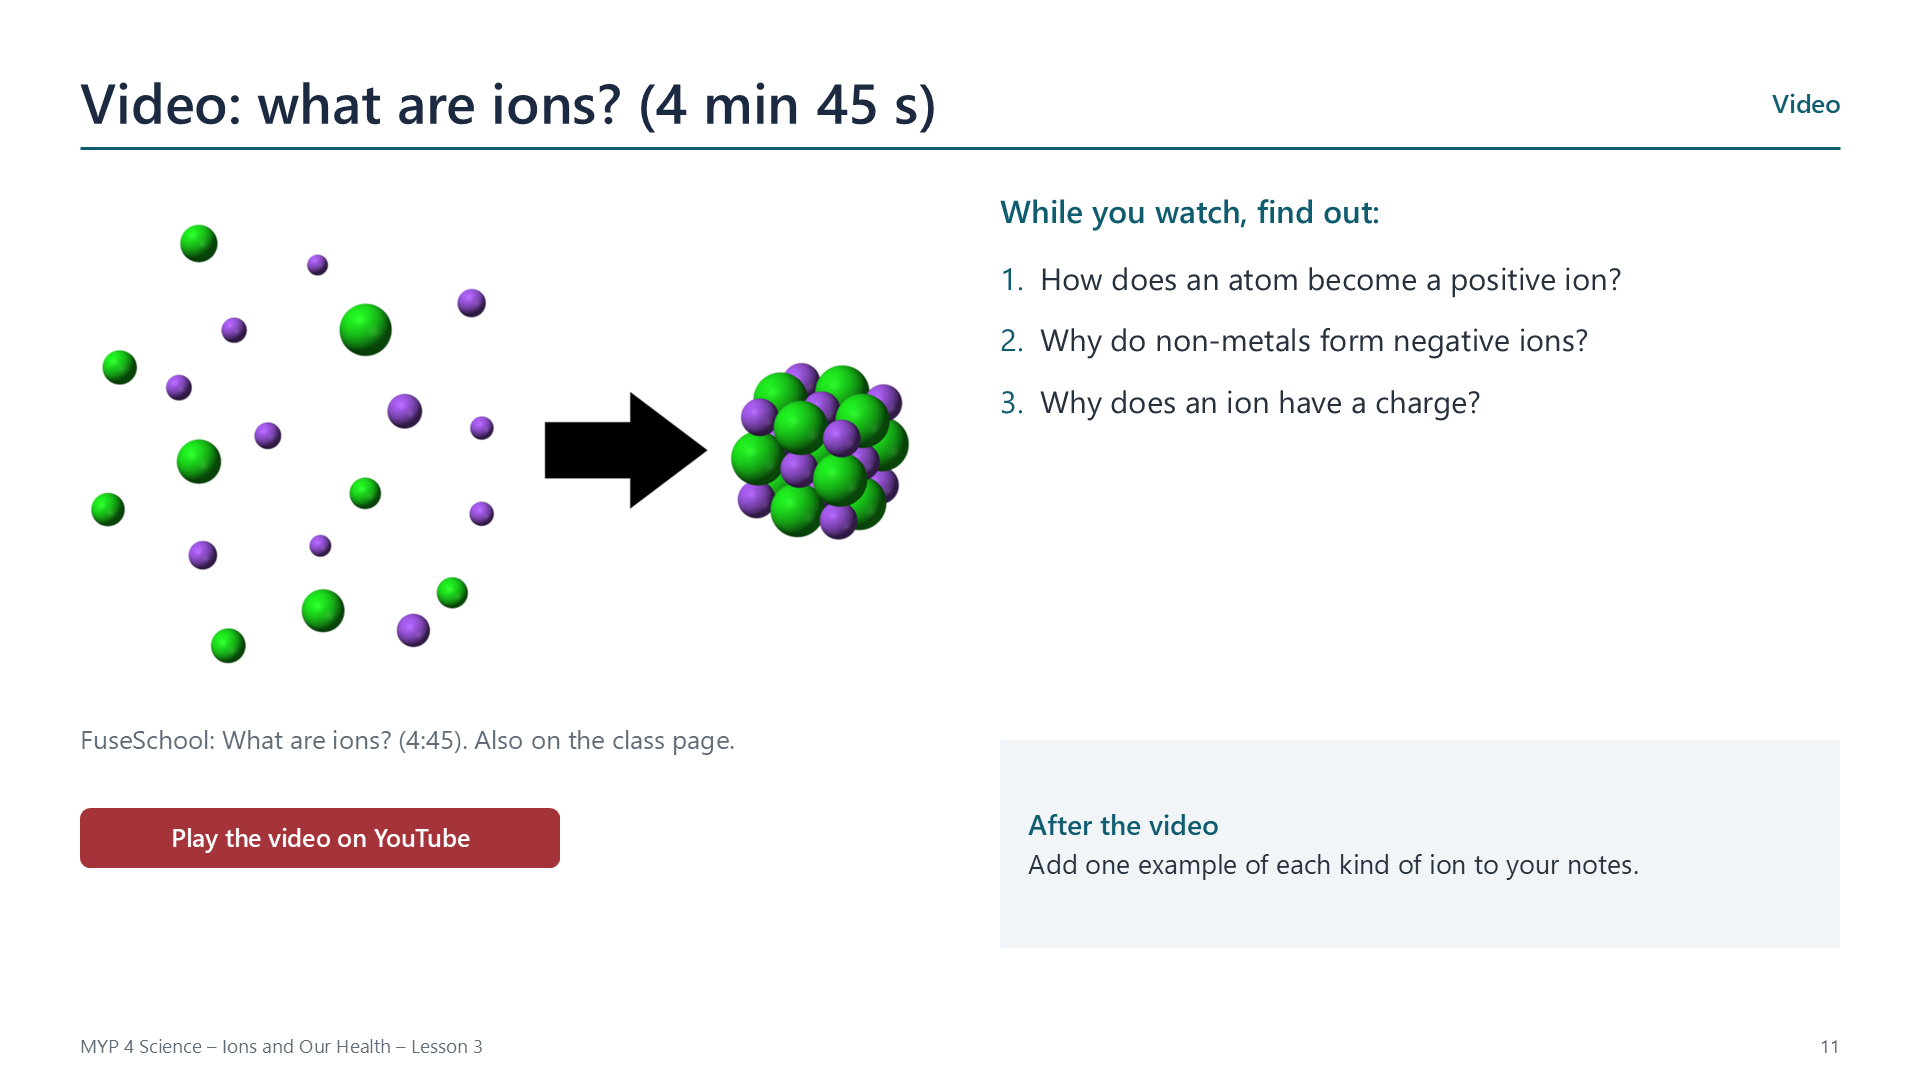 Video: what are ions? (4 min 45 s)
Video
While you watch, find out:
1. How does an atom become a positive ion?
2. Why do non-metals form negative ions?
3. Why does an ion have a charge?
FuseSchool: What are ions? (4:45). Also on the class page.
Play the video on YouTube
After the video
Add one example of each kind of ion to your notes.
MYP 4 Science – Ions and Our Health – Lesson 3
11